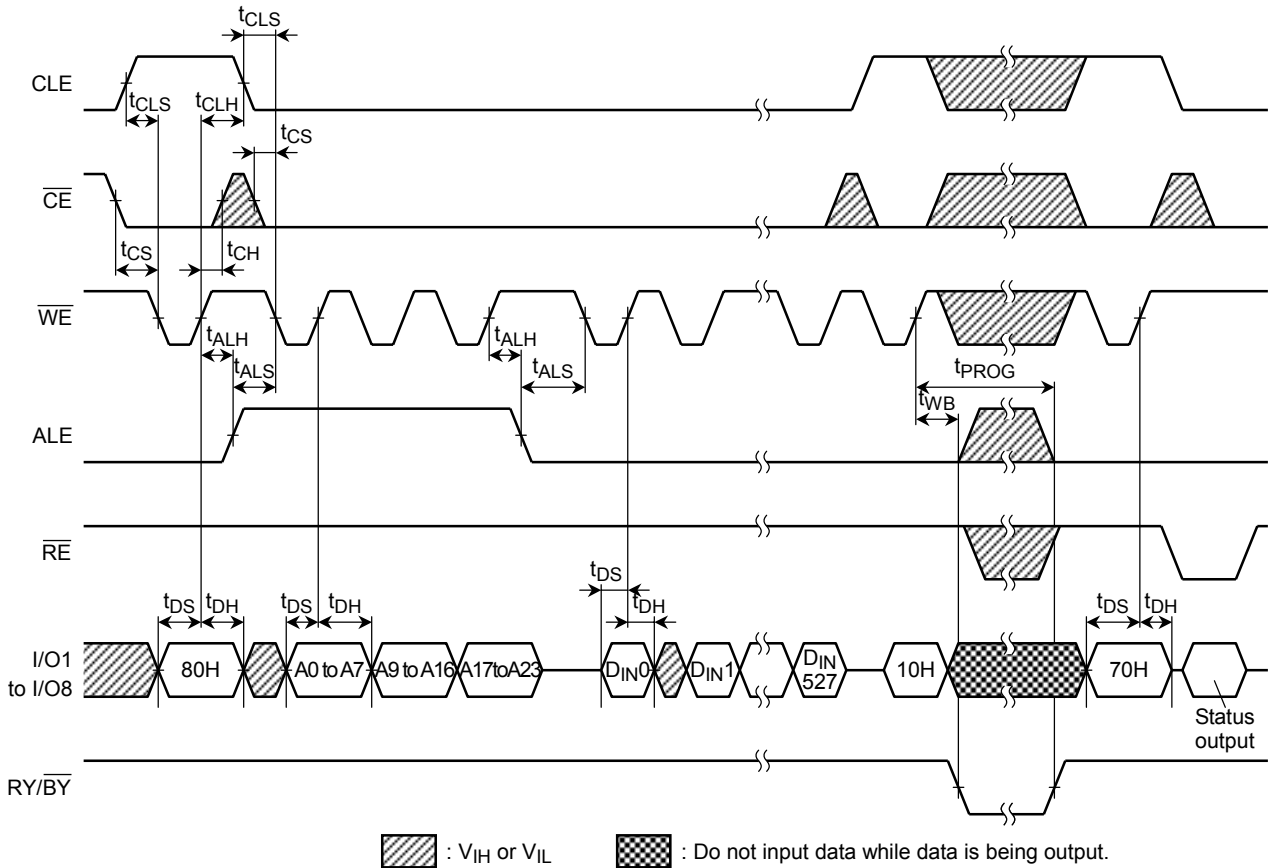 tCLS
CLE
tCLS
tCLH
tCS
CE
tCS
tCH
WE
tALH
tALH
tALS
tALS
tPROG
tWB
ALE
RE
tDS
tDS
tDH
tDS
tDH
tDH
tDS
tDH
I/O1
to I/O8
80H
A0 to A7
A9 to A16
A17 to A23
DIN0
DIN1
DIN
527
10H
70H
Status
output
RY/BY
: VIH or VIL
: Do not input data while data is being output.